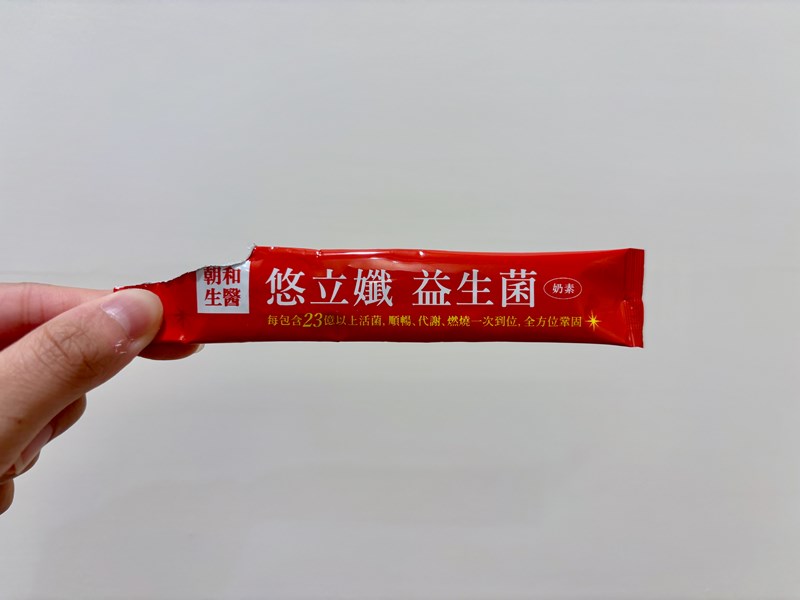 朝和
生醫
悠立孅 益生菌
奶素
每包含23億以上活菌, 順暢、代謝、燃燒一次到位, 全方位鞏固